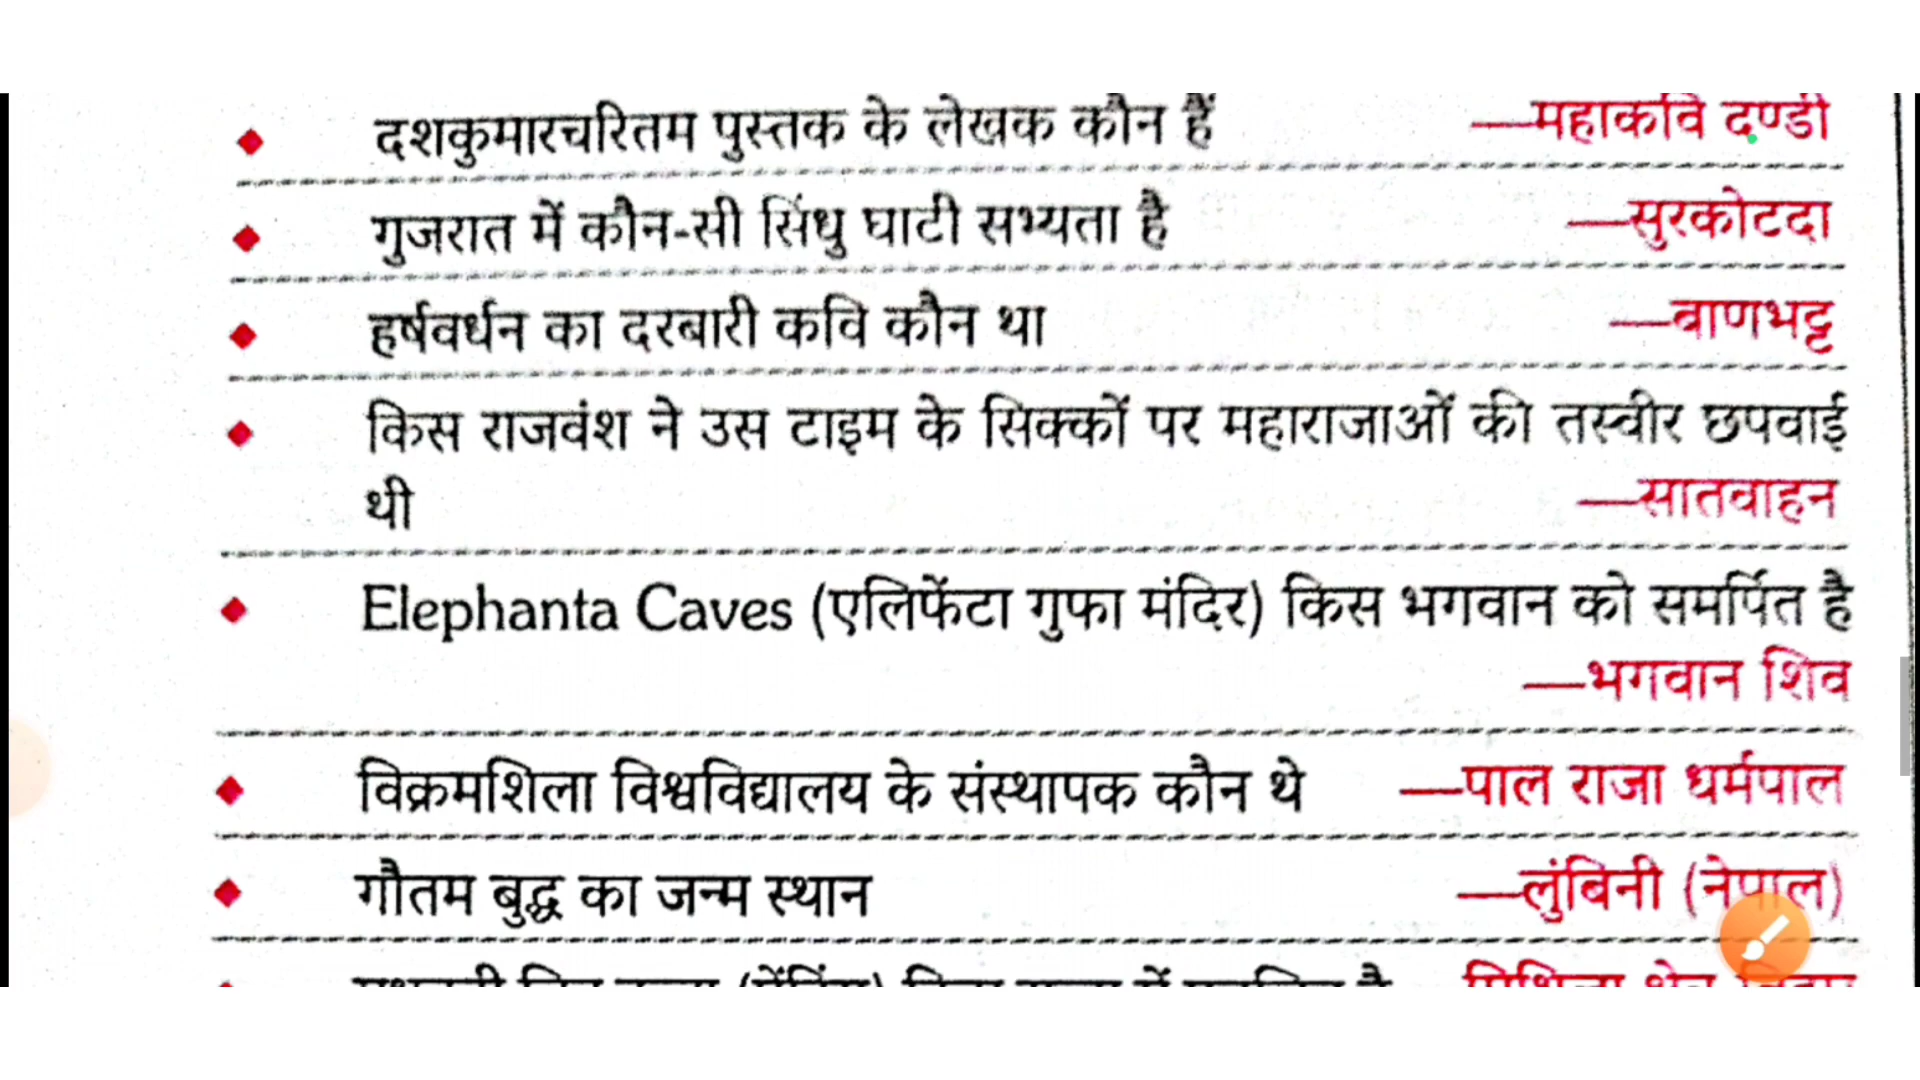 दशकुमारचरितम पुस्तक के लेखक कौन हैं —महाकवि दण्डी
गुजरात में कौन-सी सिंधु घाटी सभ्यता है —सुरकोटदा
हर्षवर्धन का दरबारी कवि कौन था —बाणभट्ट
किस राजवंश ने उस टाइम के सिक्कों पर महाराजाओं की तस्वीर छपवाई
थी —सातवाहन
Elephanta Caves (एलिफेंटा गुफा मंदिर) किस भगवान को समर्पित है
—भगवान शिव
विक्रमशिला विश्वविद्यालय के संस्थापक कौन थे —पाल राजा धर्मपाल
गौतम बुद्ध का जन्म स्थान —लुंबिनी (नेपाल)